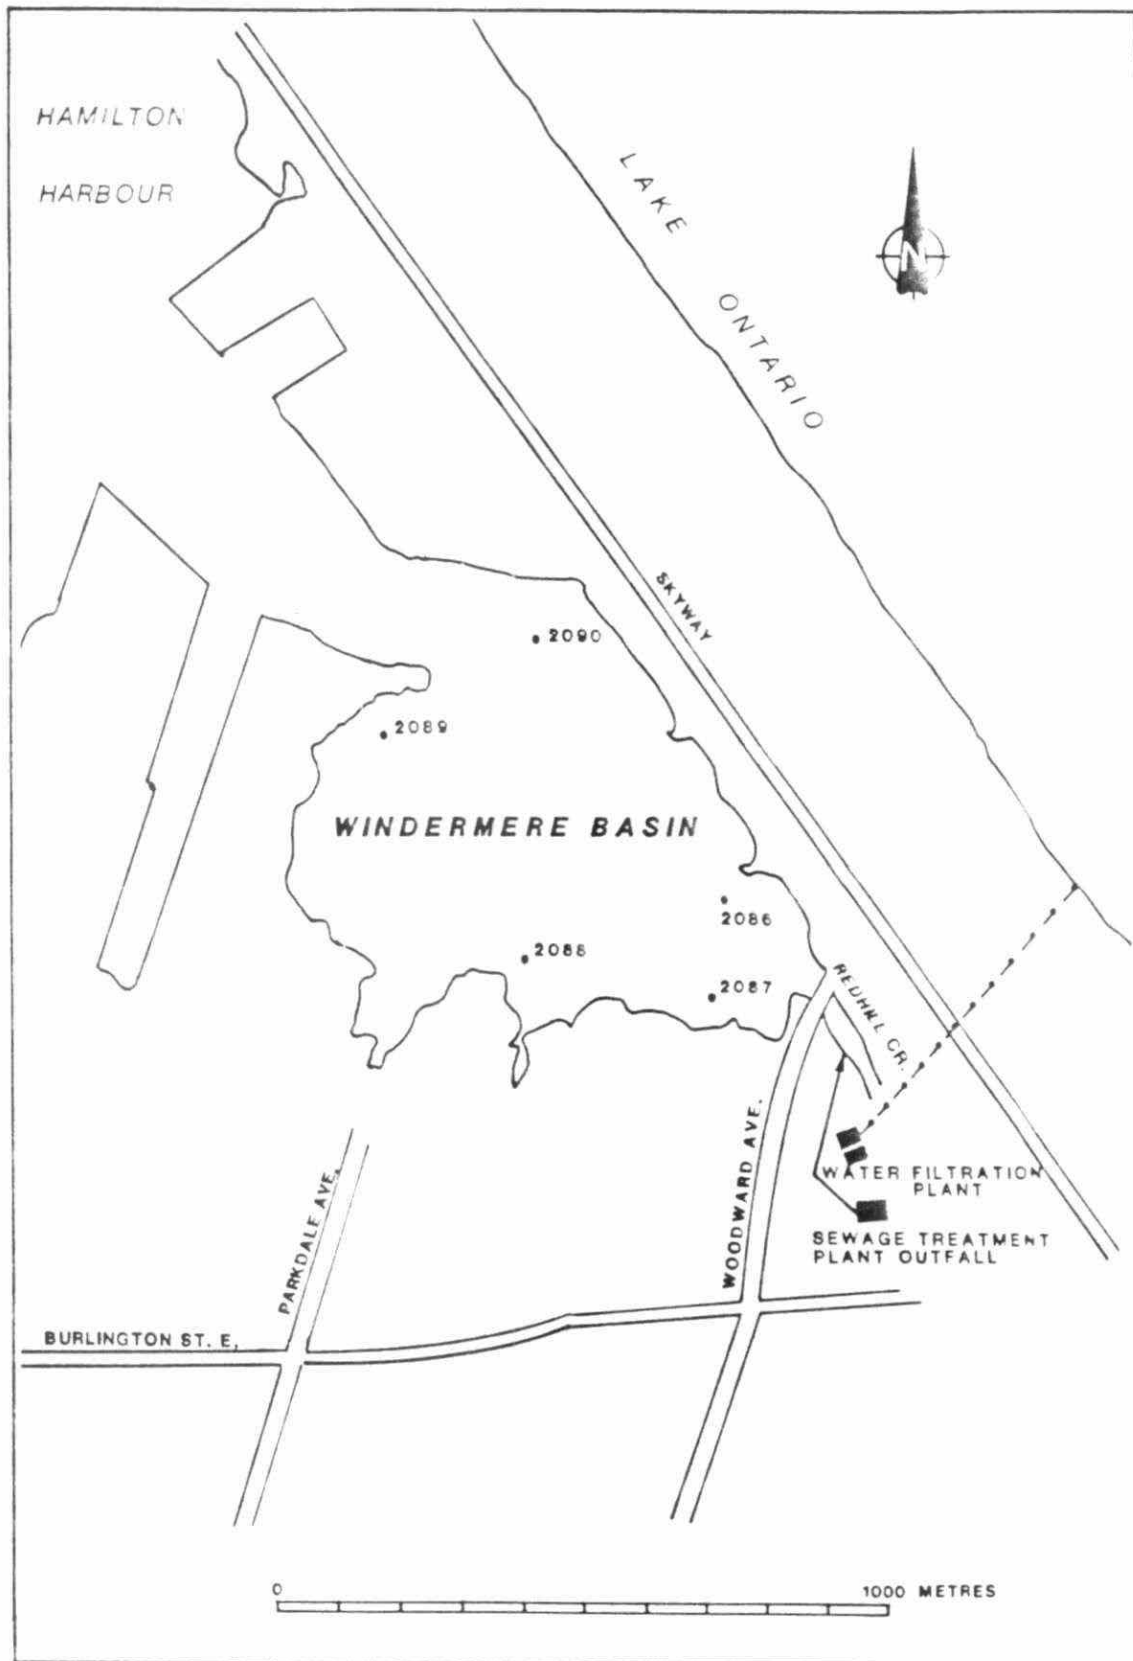 HAMILTON
HARBOUR
LAKE ONTARIO
N
SKYWAY
2090
2089
WINDERMERE BASIN
2086
2088
2087
REDHILL CR.
WATER FILTRATION
PLANT
SEWAGE TREATMENT
PLANT OUTFALL
WOODWARD AVE.
PARKDALE AVE.
BURLINGTON ST. E.
0
1000 METRES